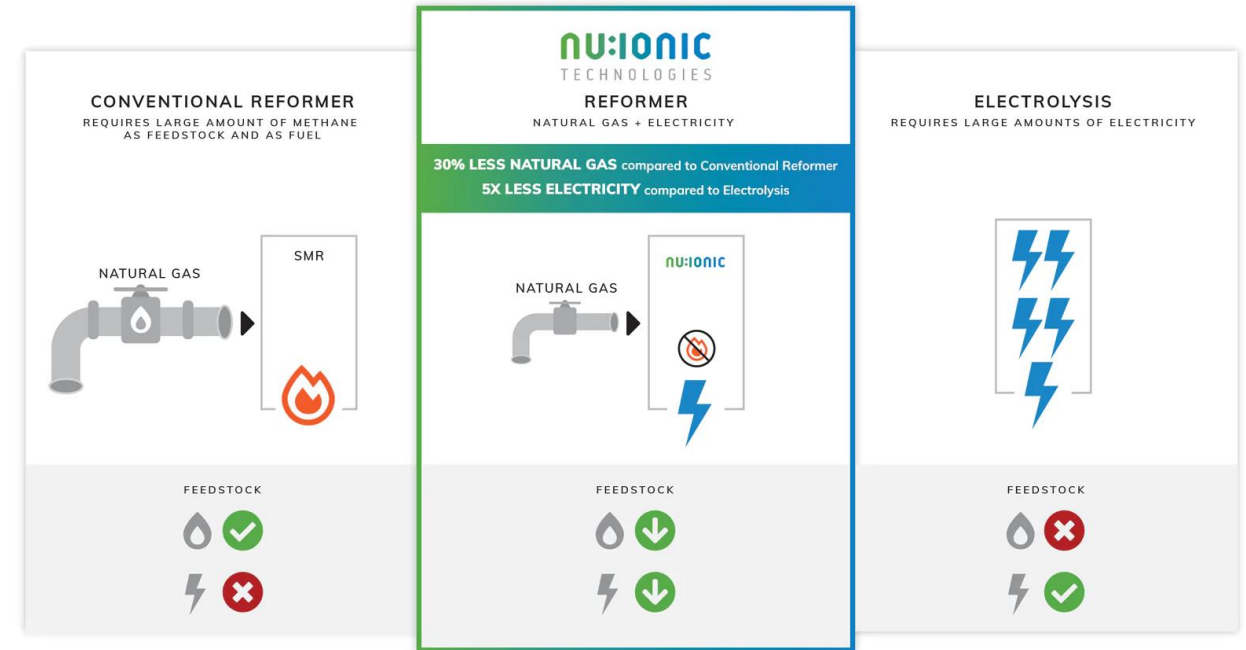 CONVENTIONAL REFORMER
REQUIRES LARGE AMOUNT OF METHANE
AS FEEDSTOCK AND AS FUEL
NATURAL GAS
SMR
FEEDSTOCK
NU:IONIC
TECHNOLOGIES
REFORMER
NATURAL GAS + ELECTRICITY
30% LESS NATURAL GAS compared to Conventional Reformer
5X LESS ELECTRICITY compared to Electrolysis
NU:IONIC
NATURAL GAS
FEEDSTOCK
ELECTROLYSIS
REQUIRES LARGE AMOUNTS OF ELECTRICITY
FEEDSTOCK